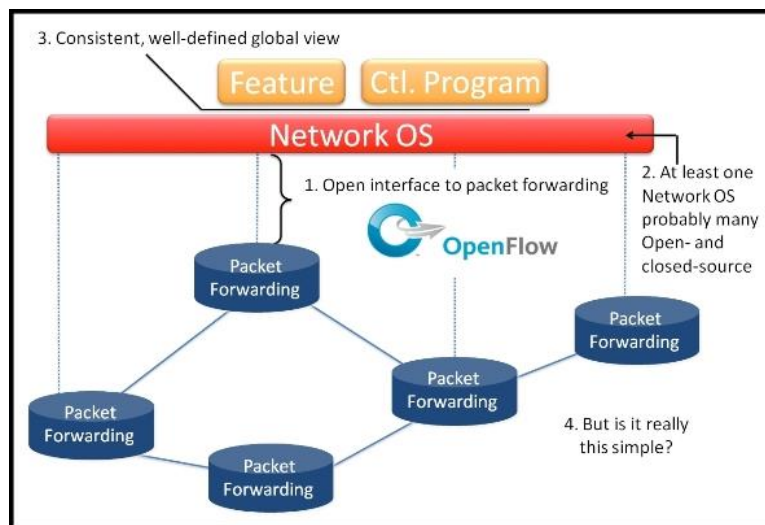 3. Consistent, well-defined global view
Feature
Ctl. Program
Network OS
1. Open interface to packet forwarding
2. At least one
Network OS
probably many
Open- and
closed-source
OpenFlow
Packet
Forwarding
Packet
Forwarding
Packet
Forwarding
Packet
Forwarding
Packet
Forwarding
4. But is it really
this simple?